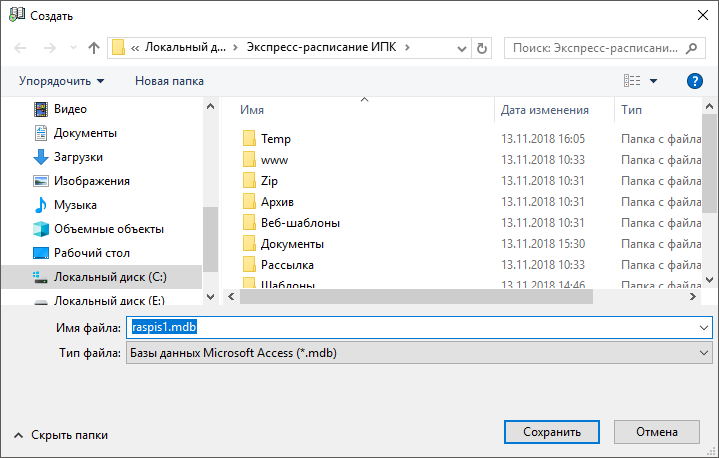 Создать
« Локальный д... › Экспресс-расписание ИПК ›
Поиск: Экспресс-расписани...
Упорядочить
Новая папка
?
Видео
Документы
Загрузки
Изображения
Музыка
Объемные объекты
Рабочий стол
Локальный диск (C:)
Локальный диск (E:)
Имя Дата изменения Тип
Temp 13.11.2018 16:05 Папка с файла
www 13.11.2018 10:33 Папка с файла
Zip 13.11.2018 10:31 Папка с файла
Архив 13.11.2018 10:31 Папка с файла
Веб-шаблоны 13.11.2018 10:31 Папка с файла
Документы 13.11.2018 15:30 Папка с файла
Рассылка 13.11.2018 10:33 Папка с файла
Шаблоны 13.11.2018 14:46 Папка с файла
Имя файла: raspis1.mdb
Тип файла: Базы данных Microsoft Access (*.mdb)
Скрыть папки
Сохранить
Отмена